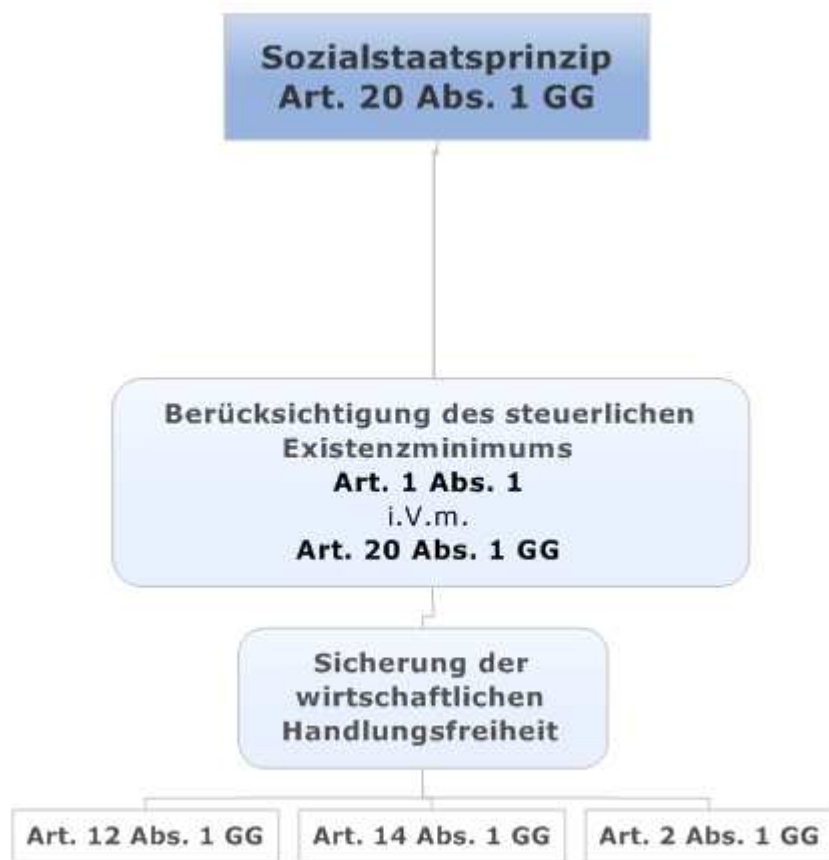 Sozialstaatsprinzip
Art. 20 Abs. 1 GG
Berücksichtigung des steuerlichen
Existenzminimums
Art. 1 Abs. 1
i.V.m.
Art. 20 Abs. 1 GG
Sicherung der
wirtschaftlichen
Handlungsfreiheit
Art. 12 Abs. 1 GG
Art. 14 Abs. 1 GG
Art. 2 Abs. 1 GG